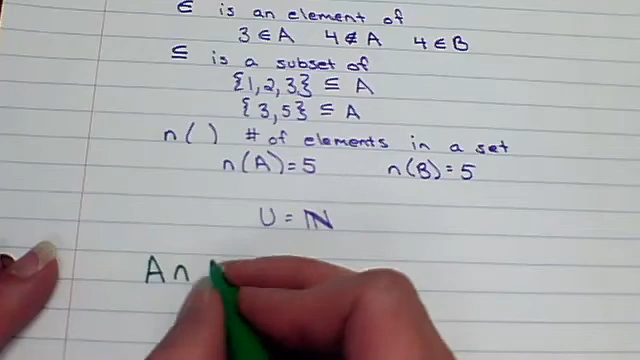 ∈ is an element of
3 ∈ A 4 ∉ A 4 ∈ B
⊆ is a subset of
{1, 2, 3} ⊆ A
{3, 5} ⊆ A
n( ) # of elements in a set
n(A) = 5 n(B) = 5
U = ℕ
A ∩